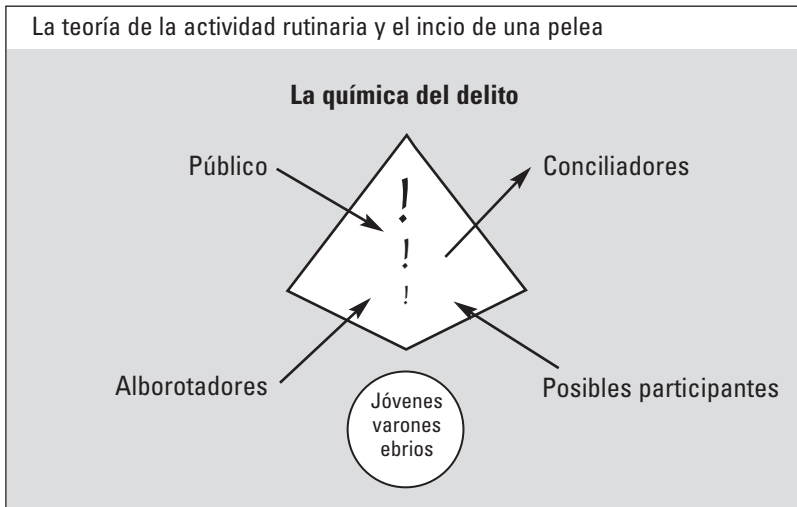 La teoría de la actividad rutinaria y el incio de una pelea
La química del delito
Público
Conciliadores
!
!
!
Alborotadores
Posibles participantes
Jóvenes
varones
ebrios